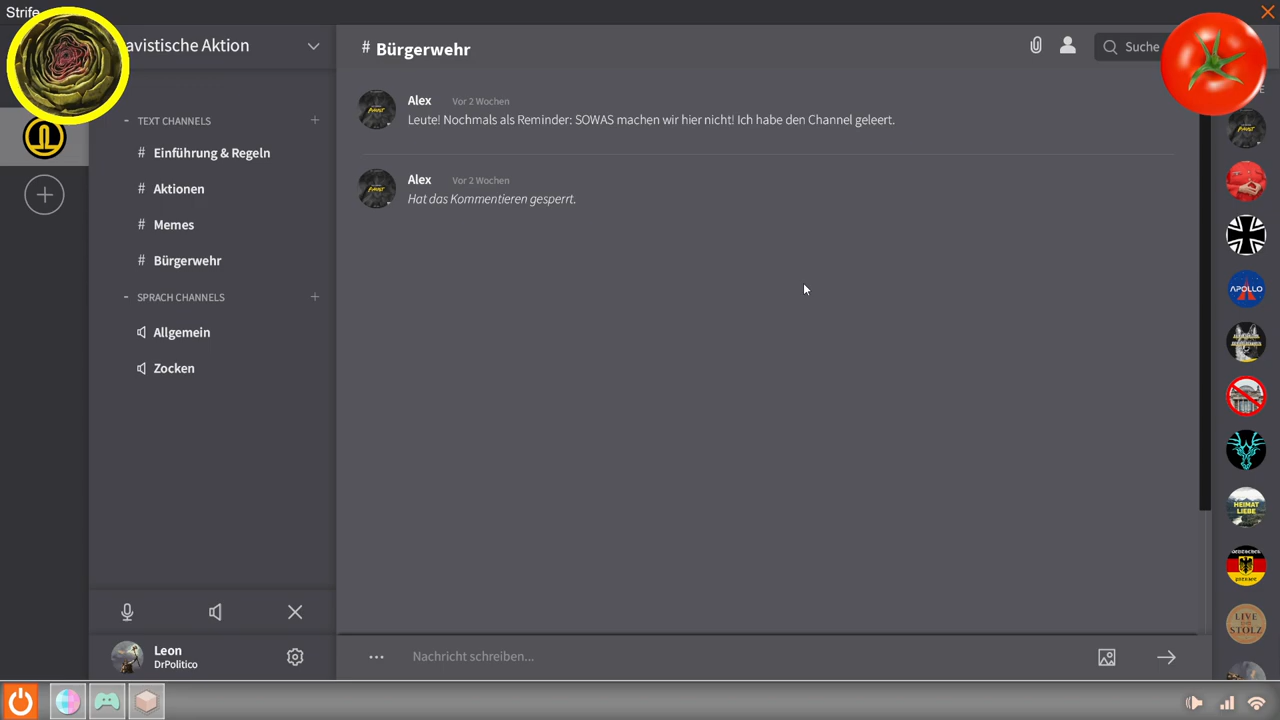 Strife
avistische Aktion
# Bürgerwehr
Suche
- TEXT CHANNELS +
# Einführung & Regeln
# Aktionen
# Memes
# Bürgerwehr
- SPRACH CHANNELS +
Allgemein
Zocken
Alex Vor 2 Wochen
Leute! Nochmals als Reminder: SOWAS machen wir hier nicht! Ich habe den Channel geleert.
Alex Vor 2 Wochen
Hat das Kommentieren gesperrt.
APOLLO
HEIMAT
LIEBE
LIVE
STOLZ
Leon
DrPolitico
Nachricht schreiben...